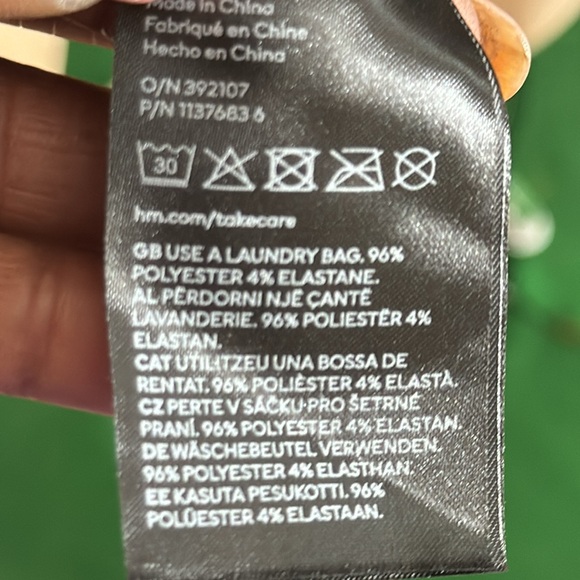 Made in China
Fabriqué en Chine
Hecho en China
O/N 392107
P/N 1137683 6
30
hm.com/takecare
GB USE A LAUNDRY BAG. 96%
POLYESTER 4% ELASTANE.
AL PËRDORNI NJË ÇANTË
LAVANDERIE. 96% POLIESTËR 4%
ELASTAN.
CAT UTILITZEU UNA BOSSA DE
RENTAT. 96% POLIÈSTER 4% ELASTÀ.
CZ PERTE V SÁČKU PRO ŠETRNÉ
PRANÍ. 96% POLYESTER 4% ELASTAN.
DE WÄSCHEBEUTEL VERWENDEN.
96% POLYESTER 4% ELASTHAN.
EE KASUTA PESUKOTTI. 96%
POLÜESTER 4% ELASTAAN.